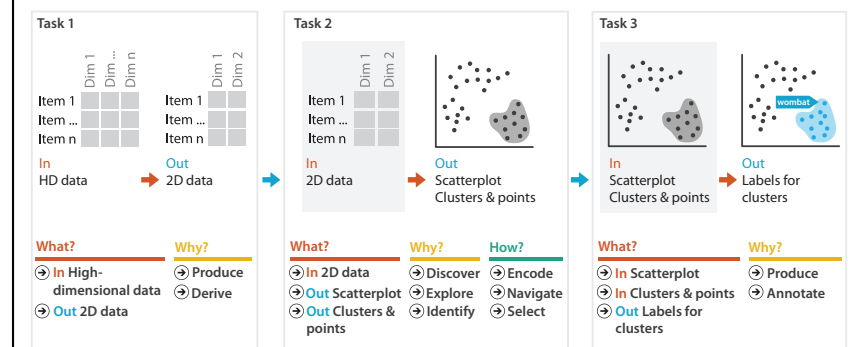 Task 1
Dim 1
Dim ...
Dim n
Dim 1
Dim 2
Item 1
Item ...
Item n
Item 1
Item ...
Item n
In
HD data
Out
2D data
What?
In High-
dimensional data
Out 2D data
Why?
Produce
Derive
Task 2
Dim 1
Dim 2
Item 1
Item ...
Item n
In
2D data
Out
Scatterplot
Clusters & points
What?
In 2D data
Out Scatterplot
Out Clusters &
points
Why?
Discover
Explore
Identify
How?
Encode
Navigate
Select
Task 3
wombat
In
Scatterplot
Clusters & points
Out
Labels for
clusters
What?
In Scatterplot
In Clusters & points
Out Labels for
clusters
Why?
Produce
Annotate